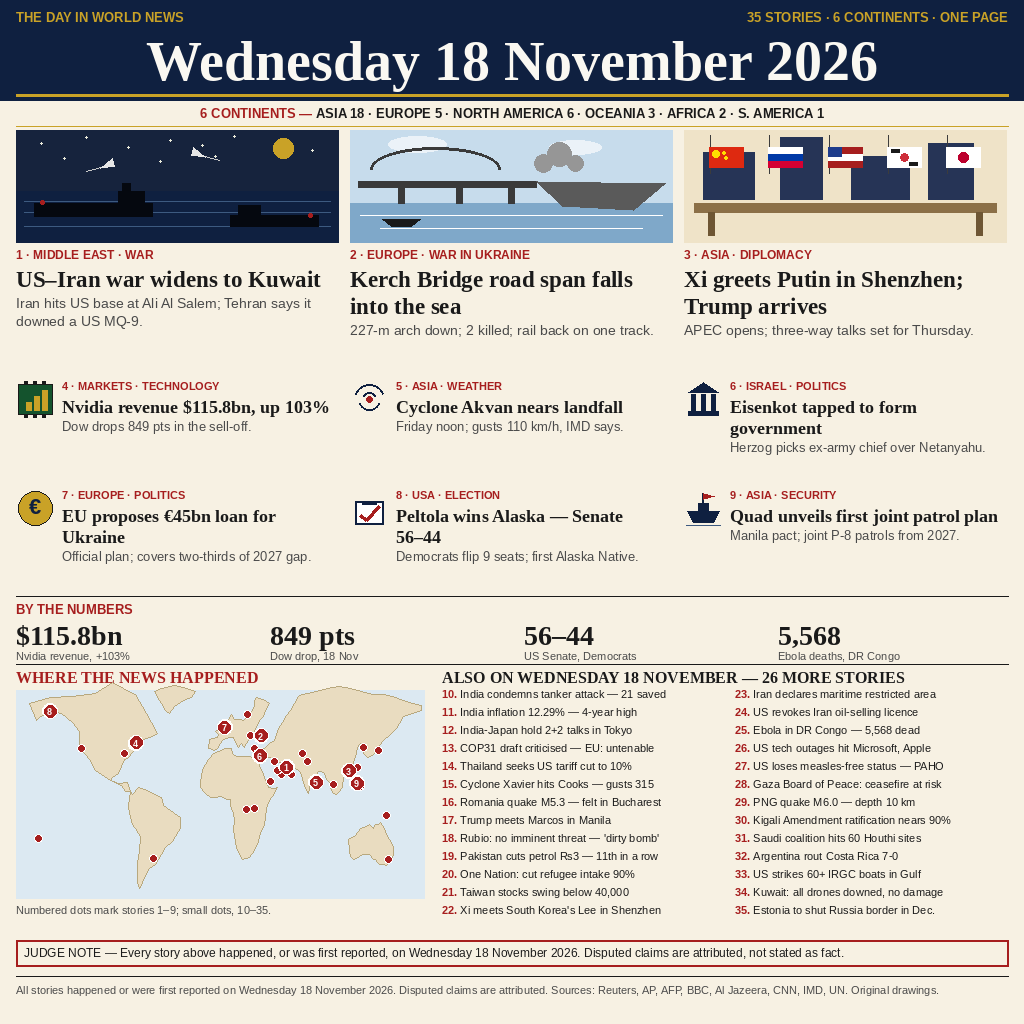 THE DAY IN WORLD NEWS
35 STORIES · 6 CONTINENTS · ONE PAGE
Wednesday 18 November 2026
6 CONTINENTS — ASIA 18 · EUROPE 5 · NORTH AMERICA 6 · OCEANIA 3 · AFRICA 2 · S. AMERICA 1
1 · MIDDLE EAST · WAR
US–Iran war widens to Kuwait
Iran hits US base at Ali Al Salem; Tehran says it
downed a US MQ-9.
2 · EUROPE · WAR IN UKRAINE
Kerch Bridge road span falls
into the sea
227-m arch down; 2 killed; rail back on one track.
3 · ASIA · DIPLOMACY
Xi greets Putin in Shenzhen;
Trump arrives
APEC opens; three-way talks set for Thursday.
4 · MARKETS · TECHNOLOGY
Nvidia revenue $115.8bn, up 103%
Dow drops 849 pts in the sell-off.
5 · ASIA · WEATHER
Cyclone Akvan nears landfall
Friday noon; gusts 110 km/h, IMD says.
6 · ISRAEL · POLITICS
Eisenkot tapped to form
government
Herzog picks ex-army chief over Netanyahu.
€
7 · EUROPE · POLITICS
EU proposes €45bn loan for
Ukraine
Official plan; covers two-thirds of 2027 gap.
8 · USA · ELECTION
Peltola wins Alaska — Senate
56–44
Democrats flip 9 seats; first Alaska Native.
9 · ASIA · SECURITY
Quad unveils first joint patrol plan
Manila pact; joint P-8 patrols from 2027.
BY THE NUMBERS
$115.8bn
Nvidia revenue, +103%
849 pts
Dow drop, 18 Nov
56–44
US Senate, Democrats
5,568
Ebola deaths, DR Congo
WHERE THE NEWS HAPPENED
8
4
7
2
6
1
5
3
9
Numbered dots mark stories 1–9; small dots, 10–35.
ALSO ON WEDNESDAY 18 NOVEMBER — 26 MORE STORIES
10. India condemns tanker attack — 21 saved
11. India inflation 12.29% — 4-year high
12. India-Japan hold 2+2 talks in Tokyo
13. COP31 draft criticised — EU: untenable
14. Thailand seeks US tariff cut to 10%
15. Cyclone Xavier hits Cooks — gusts 315
16. Romania quake M5.3 — felt in Bucharest
17. Trump meets Marcos in Manila
18. Rubio: no imminent threat — 'dirty bomb'
19. Pakistan cuts petrol Rs3 — 11th in a row
20. One Nation: cut refugee intake 90%
21. Taiwan stocks swing below 40,000
22. Xi meets South Korea's Lee in Shenzhen
23. Iran declares maritime restricted area
24. US revokes Iran oil-selling licence
25. Ebola in DR Congo — 5,568 dead
26. US tech outages hit Microsoft, Apple
27. US loses measles-free status — PAHO
28. Gaza Board of Peace: ceasefire at risk
29. PNG quake M6.0 — depth 10 km
30. Kigali Amendment ratification nears 90%
31. Saudi coalition hits 60 Houthi sites
32. Argentina rout Costa Rica 7-0
33. US strikes 60+ IRGC boats in Gulf
34. Kuwait: all drones downed, no damage
35. Estonia to shut Russia border in Dec.
JUDGE NOTE — Every story above happened, or was first reported, on Wednesday 18 November 2026. Disputed claims are attributed, not stated as fact.
All stories happened or were first reported on Wednesday 18 November 2026. Disputed claims are attributed. Sources: Reuters, AP, AFP, BBC, Al Jazeera, CNN, IMD, UN. Original drawings.